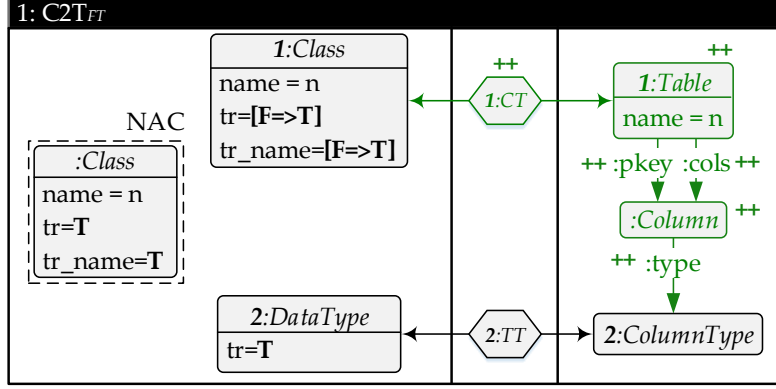 1: C2TFT
1:Class
name = n
tr=[F=>T]
tr_name=[F=>T]
NAC
:Class
name = n
tr=T
tr_name=T
++
1:CT
++
1:Table
name = n
++ :pkey :cols ++
:Column ++
++ :type
2:DataType
tr=T
2:TT
2:ColumnType